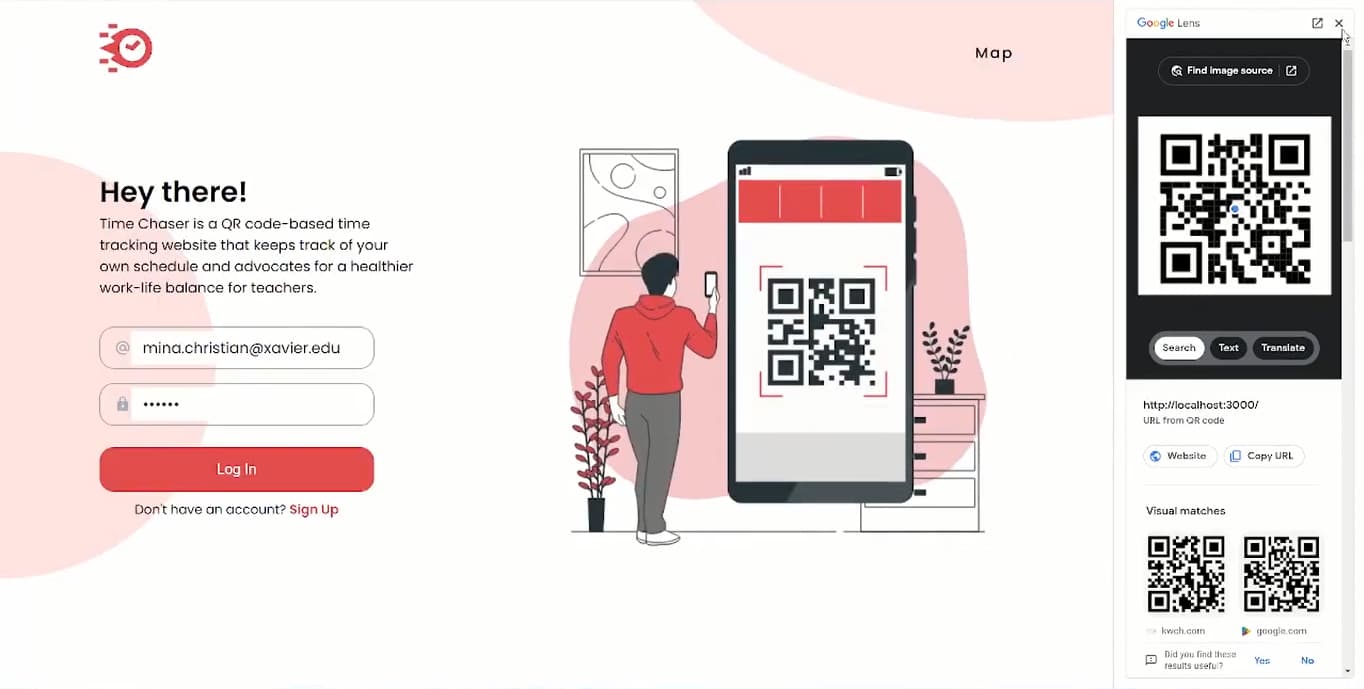 Map
Hey there!
Time Chaser is a QR code-based time
tracking website that keeps track of your
own schedule and advocates for a healthier
work-life balance for teachers.
@ mina.christian@xavier.edu
••••••
Log In
Don't have an account? Sign Up
Google Lens
Find image source
Search Text Translate
http://localhost:3000/
URL from QR code
Website Copy URL
Visual matches
kwch.com google.com
Did you find these
results useful? Yes No